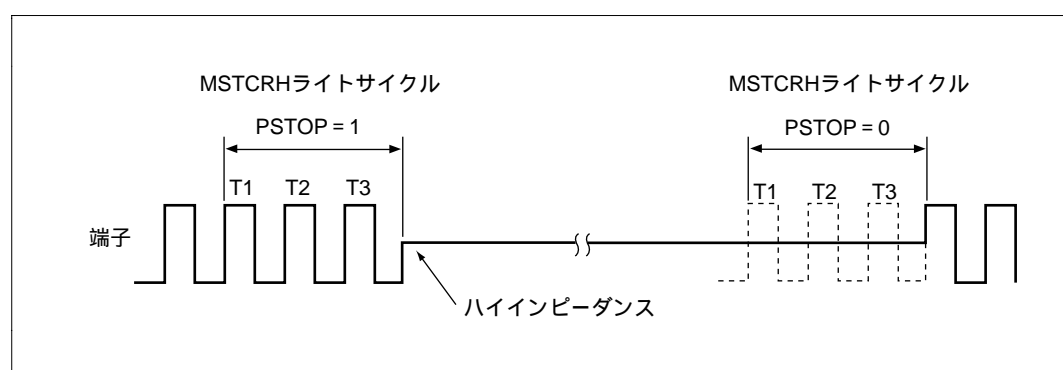 MSTCRHライトサイクル
PSTOP = 1
T1 T2 T3
MSTCRHライトサイクル
PSTOP = 0
T1 T2 T3
端子
ハイインピーダンス